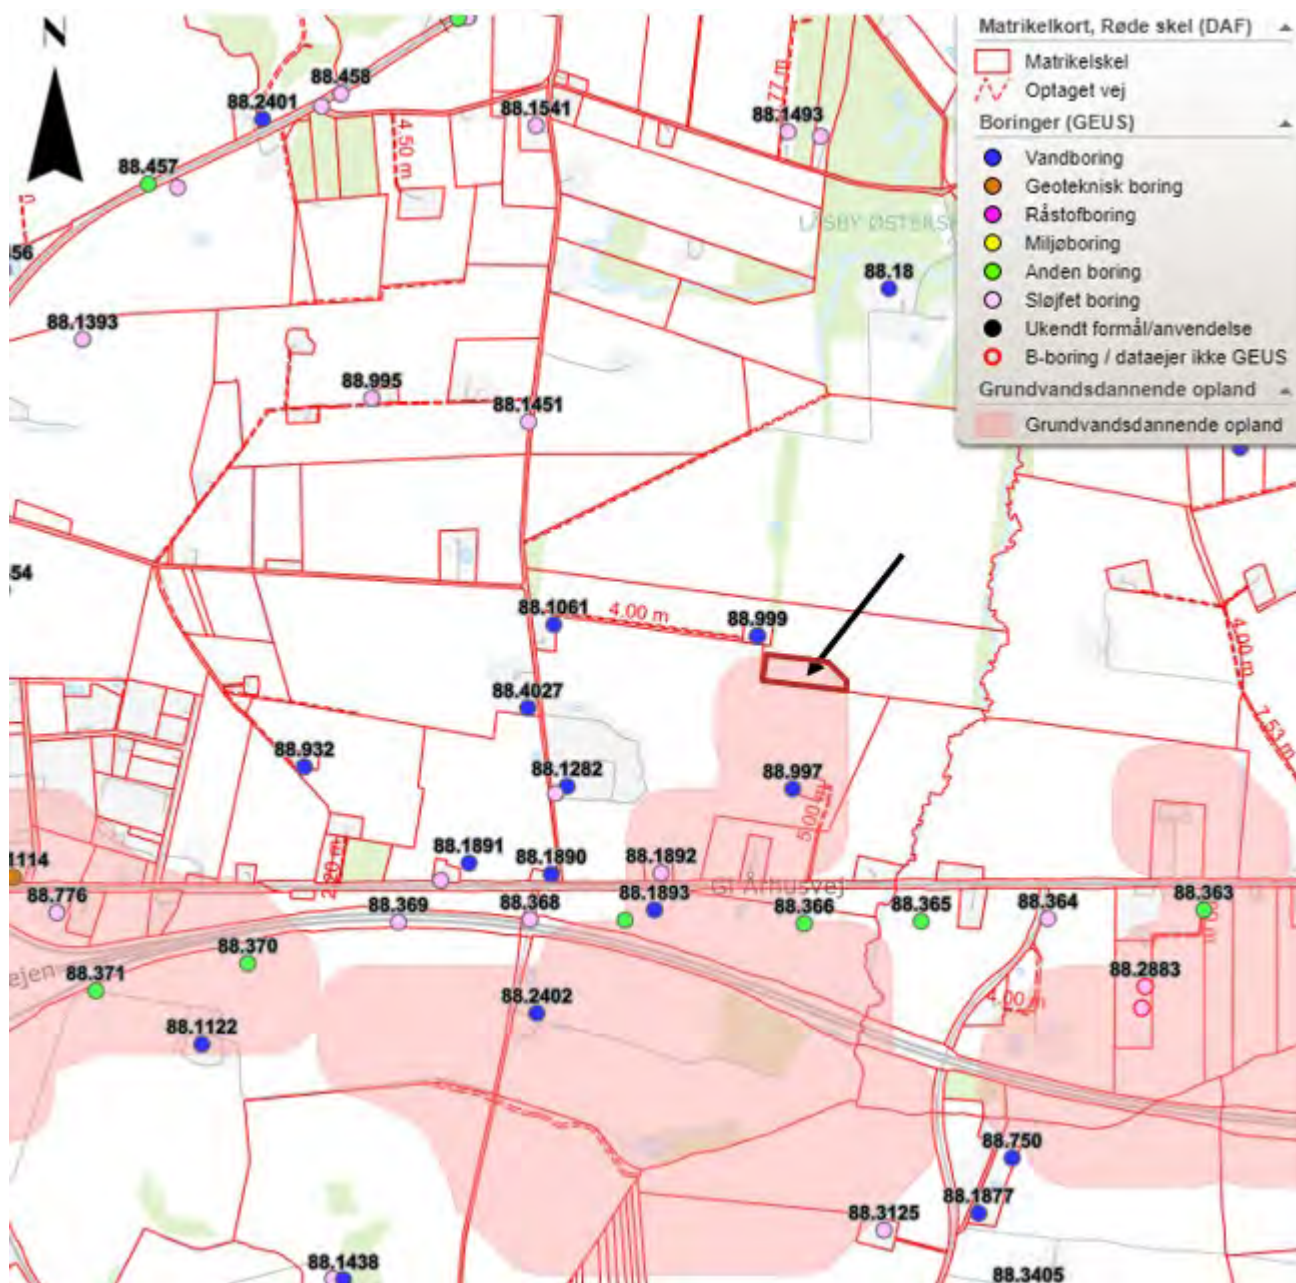 N
Matrikelkort, Røde skel (DAF)
Matrikelskel
Optaget vej
Boringer (GEUS)
Vandboring
Geoteknisk boring
Råstofboring
Miljøboring
Anden boring
Sløjfet boring
Ukendt formål/anvendelse
B-boring / dataejer ikke GEUS
Grundvandsdannende opland
Grundvandsdannende opland
88.458
88.2401
4.50 m
88.1541
77 m
88.1493
88.457
LÅSBY ØSTERS
56
88.18
88.1393
88.995
88.1451
54
88.1061
4.00 m
88.999
4.00 m
88.4027
7.53 m
88.932
88.1282
88.997
5.00 m
1114
88.1891
88.1890
88.1892
88.776
Gl Århusvej
88.369
88.368
88.1893
88.366
88.365
88.364
88.363
88.370
ejen
88.371
88.2883
4.00 m
88.2402
88.1122
88.750
88.1877
88.3125
88.1438
88.3405